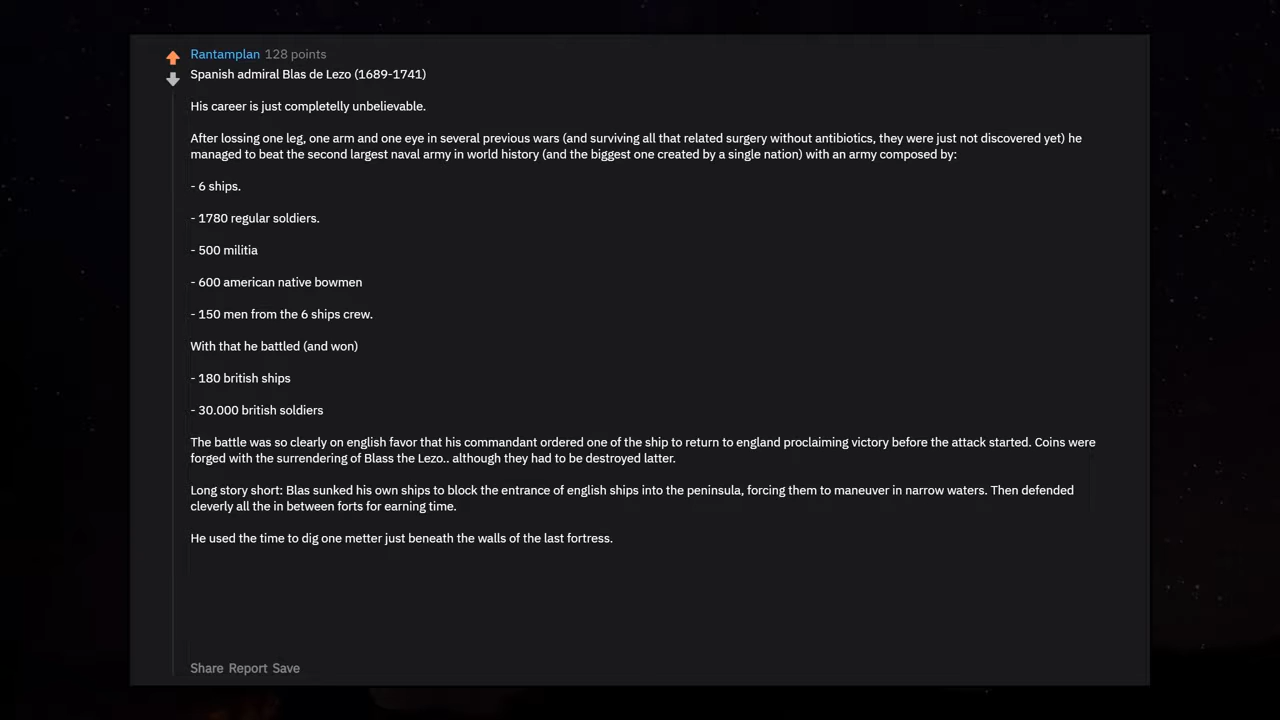 Rantamplan 128 points
Spanish admiral Blas de Lezo (1689-1741)
His career is just completelly unbelievable.
After lossing one leg, one arm and one eye in several previous wars (and surviving all that related surgery without antibiotics, they were just not discovered yet) he
managed to beat the second largest naval army in world history (and the biggest one created by a single nation) with an army composed by:
- 6 ships.
- 1780 regular soldiers.
- 500 militia
- 600 american native bowmen
- 150 men from the 6 ships crew.
With that he battled (and won)
- 180 british ships
- 30.000 british soldiers
The battle was so clearly on english favor that his commandant ordered one of the ship to return to england proclaiming victory before the attack started. Coins were
forged with the surrendering of Blass the Lezo.. although they had to be destroyed latter.
Long story short: Blas sunked his own ships to block the entrance of english ships into the peninsula, forcing them to maneuver in narrow waters. Then defended
cleverly all the in between forts for earning time.
He used the time to dig one metter just beneath the walls of the last fortress.
Share Report Save